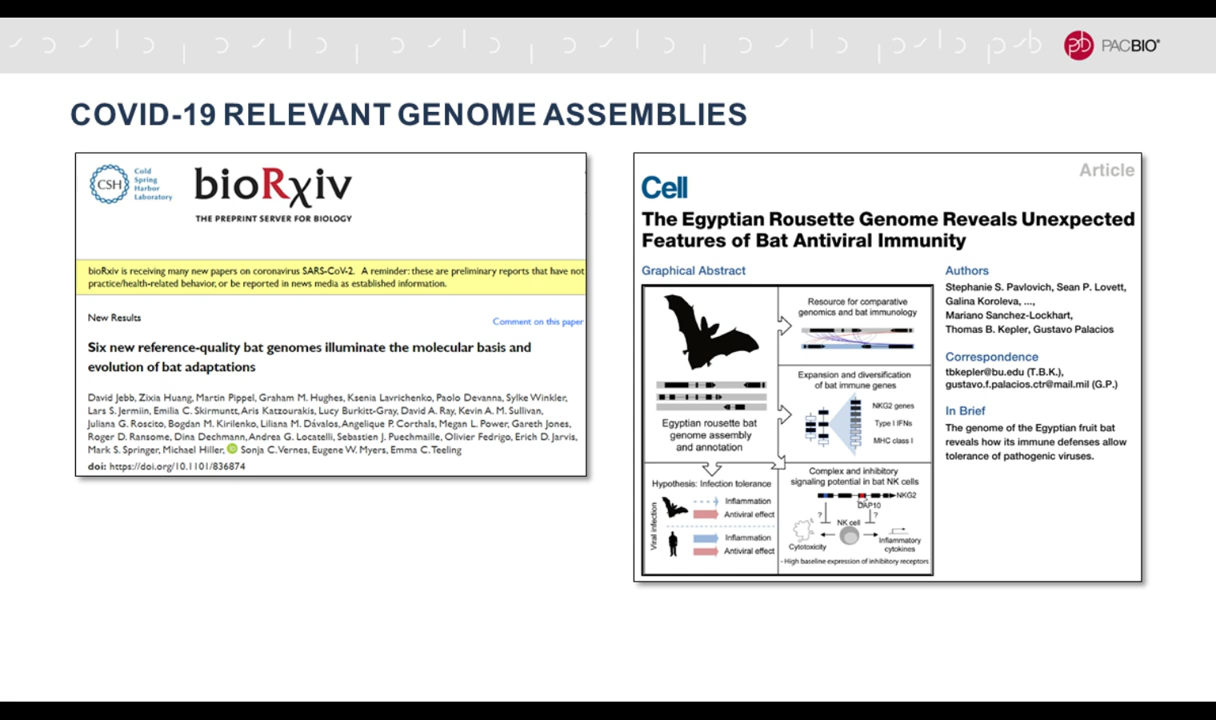 PACBIO®
COVID-19 RELEVANT GENOME ASSEMBLIES
CSH
Cold
Spring
Harbor
Laboratory
bioRxiv
THE PREPRINT SERVER FOR BIOLOGY
bioRxiv is receiving many new papers on coronavirus SARS-CoV-2. A reminder: these are preliminary reports that have not
practice/health-related behavior, or be reported in news media as established information.
New Results
Comment on this paper
Six new reference-quality bat genomes illuminate the molecular basis and
evolution of bat adaptations
David Jebb, Zixia Huang, Martin Pippel, Graham M. Hughes, Ksenia Lavrichenko, Paolo Devanna, Sylke Winkler,
Lars S. Jermiin, Emilia C. Skirmuntt, Aris Katzourakis, Lucy Burkitt-Gray, David A. Ray, Kevin A. M. Sullivan,
Juliana G. Roscito, Bogdan M. Kirilenko, Liliana M. Dávalos, Angelique P. Corthals, Megan L. Power, Gareth Jones,
Roger D. Ransome, Dina Dechmann, Andrea G. Locatelli, Sebastien J. Puechmaille, Olivier Fedrigo, Erich D. Jarvis,
Mark S. Springer, Michael Hiller, iD Sonja C. Vernes, Eugene W. Myers, Emma C. Teeling
doi: https://doi.org/10.1101/836874
Article
Cell
The Egyptian Rousette Genome Reveals Unexpected
Features of Bat Antiviral Immunity
Graphical Abstract
Egyptian rousette bat
genome assembly
and annotation
Resource for comparative
genomics and bat immunology
Expansion and diversification
of bat immune genes
NKG2 genes
Type I IFNs
MHC class I
Hypothesis: Infection tolerance
Viral infection
Inflammation
Antiviral effect
Inflammation
Antiviral effect
Complex and inhibitory
signaling potential in bat NK cells
NKG2
DAP10
? ?
NK cell
Cytotoxicity
Inflammatory
cytokines
- High baseline expression of inhibitory receptors
Authors
Stephanie S. Pavlovich, Sean P. Lovett,
Galina Koroleva, ...,
Mariano Sanchez-Lockhart,
Thomas B. Kepler, Gustavo Palacios
Correspondence
tbkepler@bu.edu (T.B.K.),
gustavo.f.palacios.ctr@mail.mil (G.P.)
In Brief
The genome of the Egyptian fruit bat
reveals how its immune defenses allow
tolerance of pathogenic viruses.